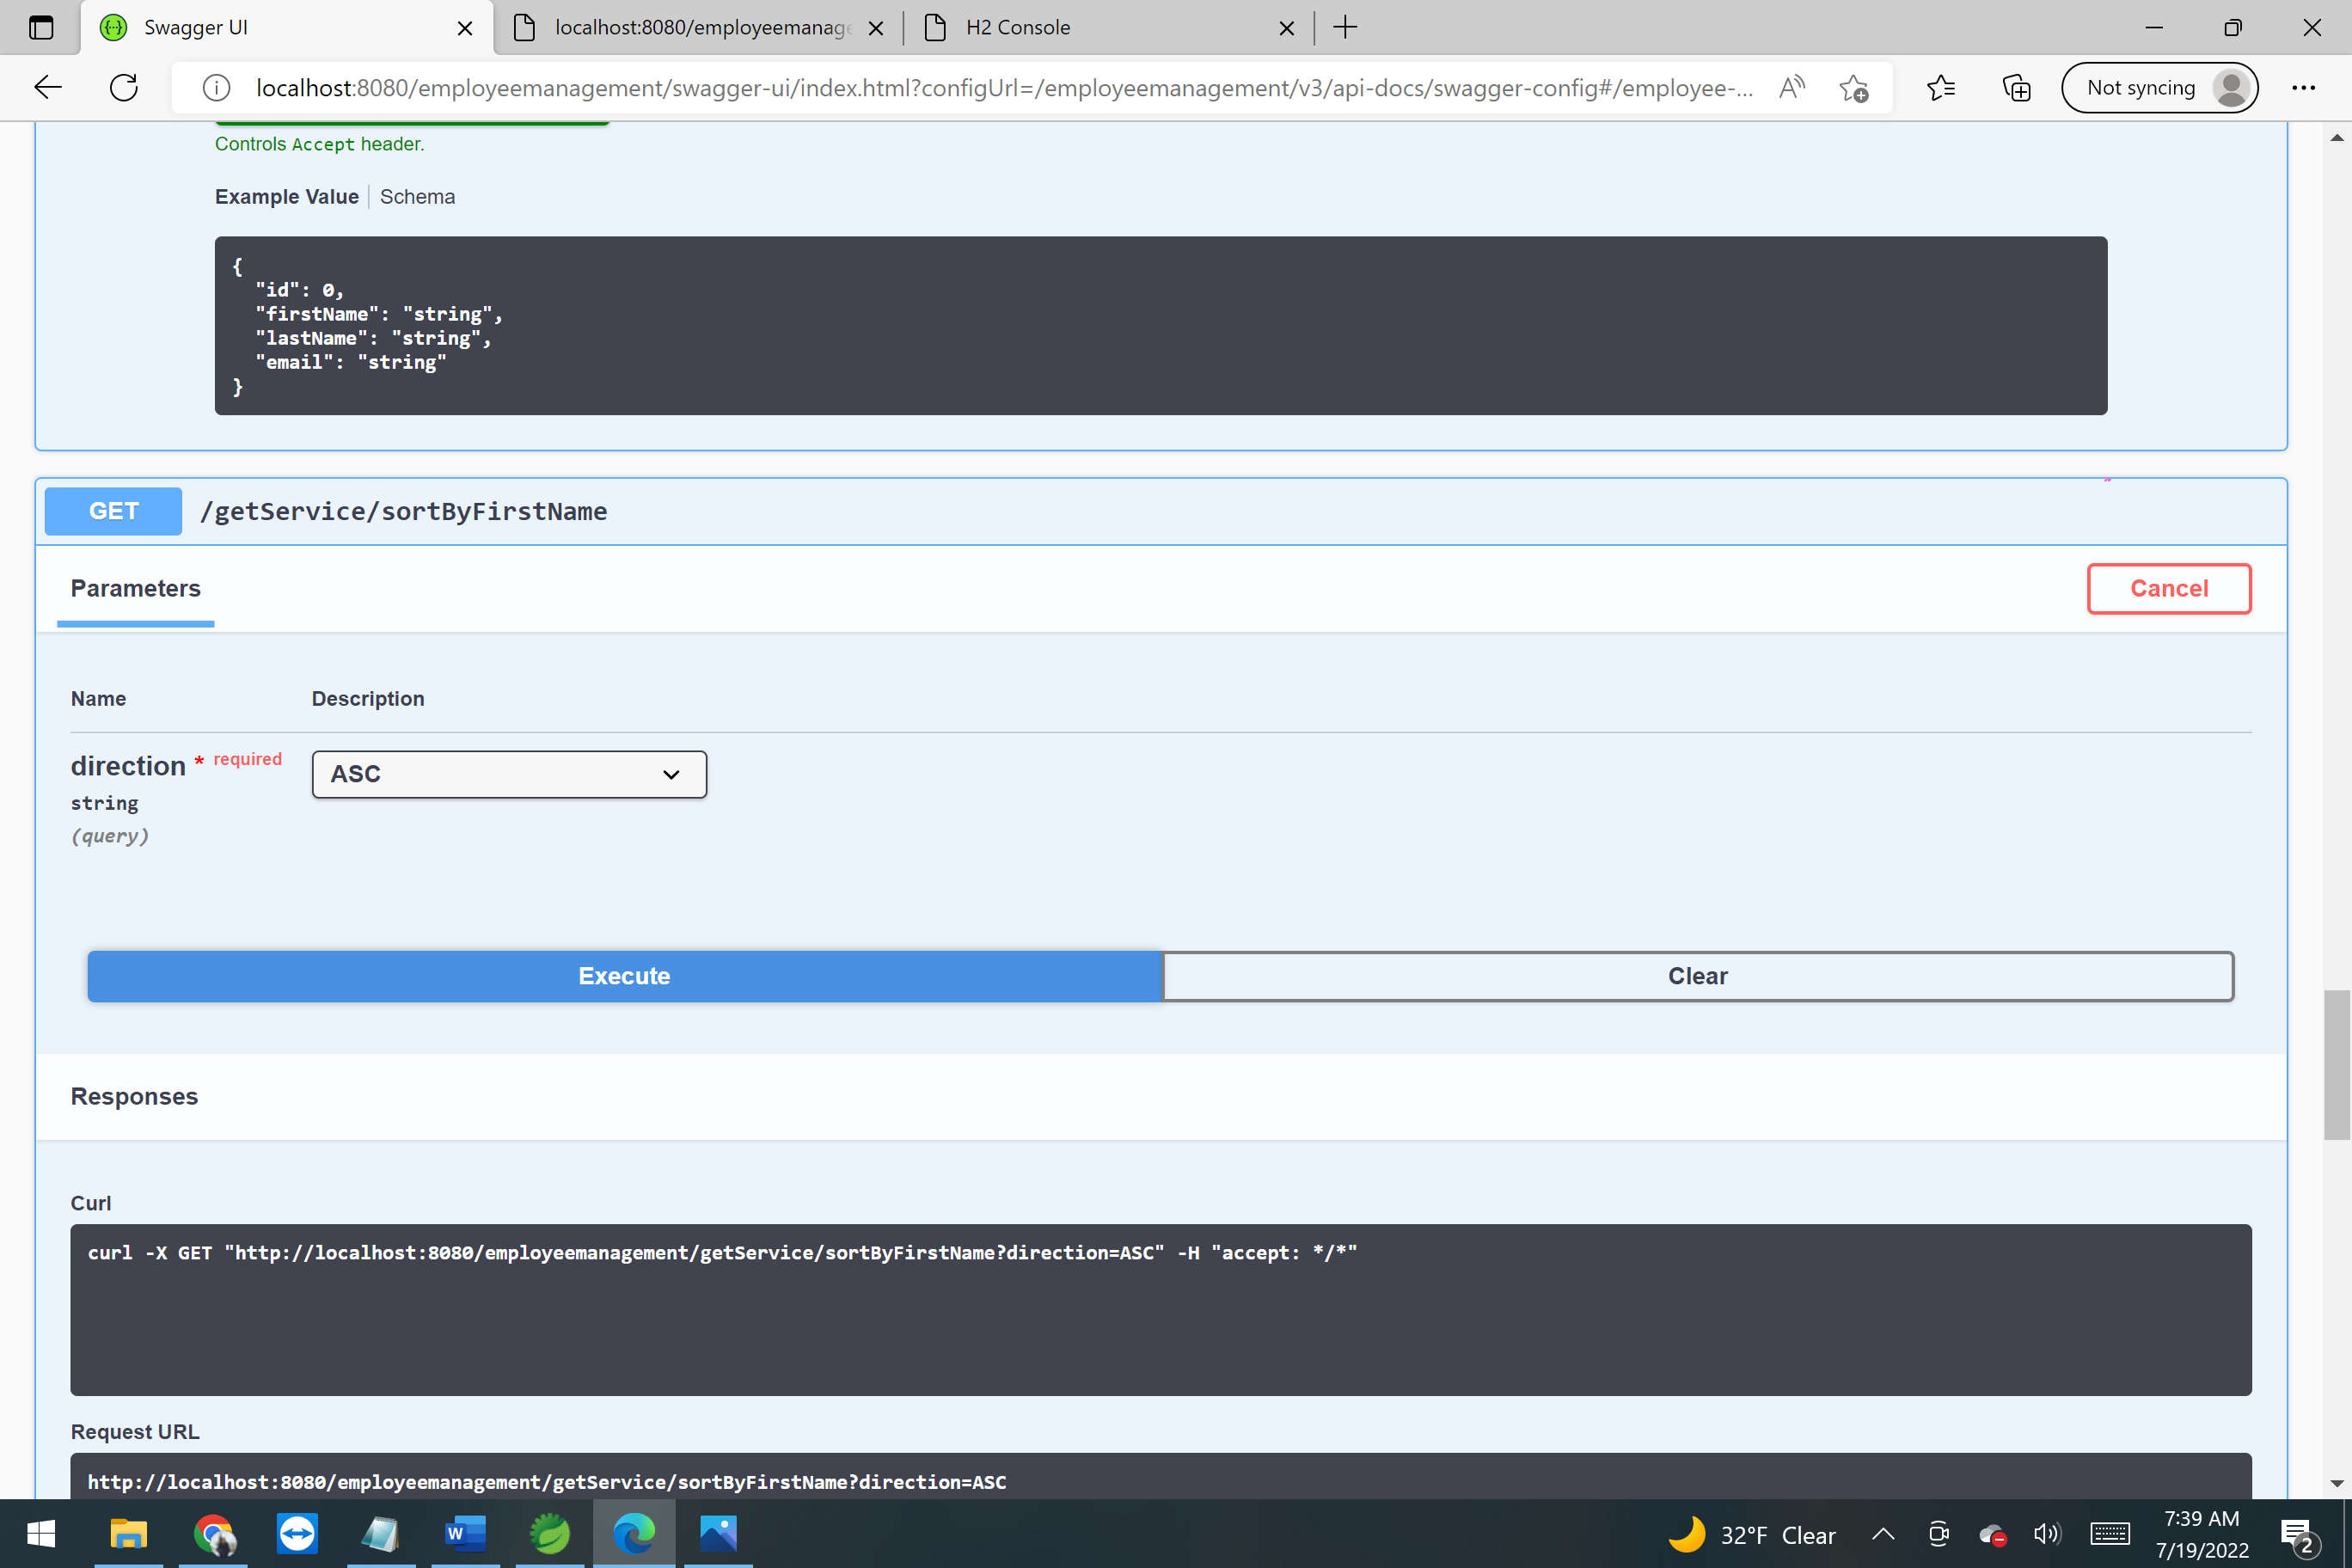 Swagger UI
localhost:8080/employeemanage
H2 Console
localhost:8080/employeemanagement/swagger-ui/index.html?configUrl=/employeemanagement/v3/api-docs/swagger-config#/employee-...
Not syncing
Controls Accept header.
Example Value
Schema
{
"id": 0,
"firstName": "string",
"lastName": "string",
"email": "string"
}
GET /getService/sortByFirstName
Parameters
Cancel
Name Description
direction * required
ASC
string
(query)
Execute
Clear
Responses
Curl
curl -X GET "http://localhost:8080/employeemanagement/getService/sortByFirstName?direction=ASC" -H "accept: */*"
Request URL
http://localhost:8080/employeemanagement/getService/sortByFirstName?direction=ASC
32°F Clear
7:39 AM
7/19/2022
2